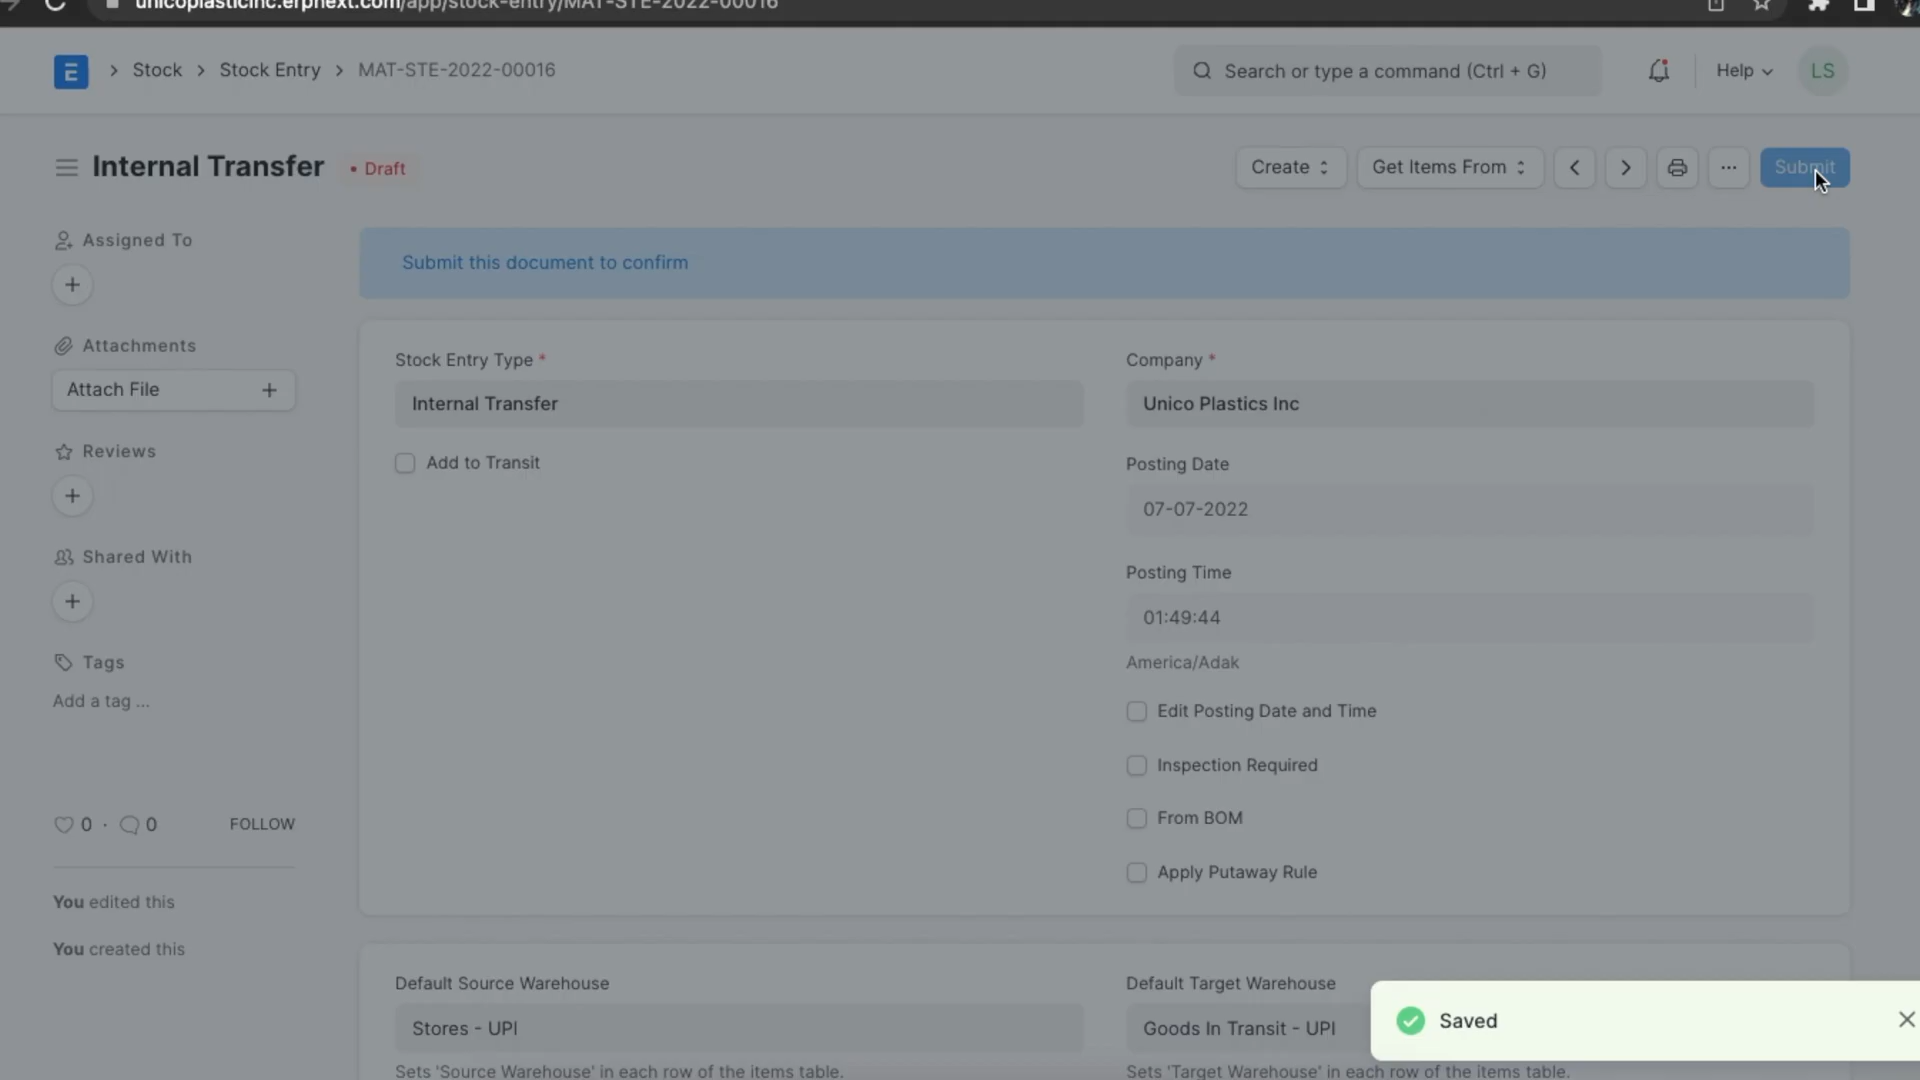 unicoplasticinc.erpnext.com/app/stock-entry/MAT-STE-2022-00016
Stock
Stock Entry
MAT-STE-2022-00016
Search or type a command (Ctrl + G)
Help
LS
Internal Transfer
• Draft
Create
Get Items From
Submit
Assigned To
Submit this document to confirm
Attachments
Attach File
Stock Entry Type *
Internal Transfer
Add to Transit
Company *
Unico Plastics Inc
Reviews
Posting Date
07-07-2022
Shared With
Posting Time
01:49:44
America/Adak
Tags
Add a tag ...
Edit Posting Date and Time
Inspection Required
From BOM
Apply Putaway Rule
0 · 0
FOLLOW
You edited this
You created this
Default Source Warehouse
Stores - UPI
Sets 'Source Warehouse' in each row of the items table.
Default Target Warehouse
Goods In Transit - UPI
Sets 'Target Warehouse' in each row of the items table.
Saved